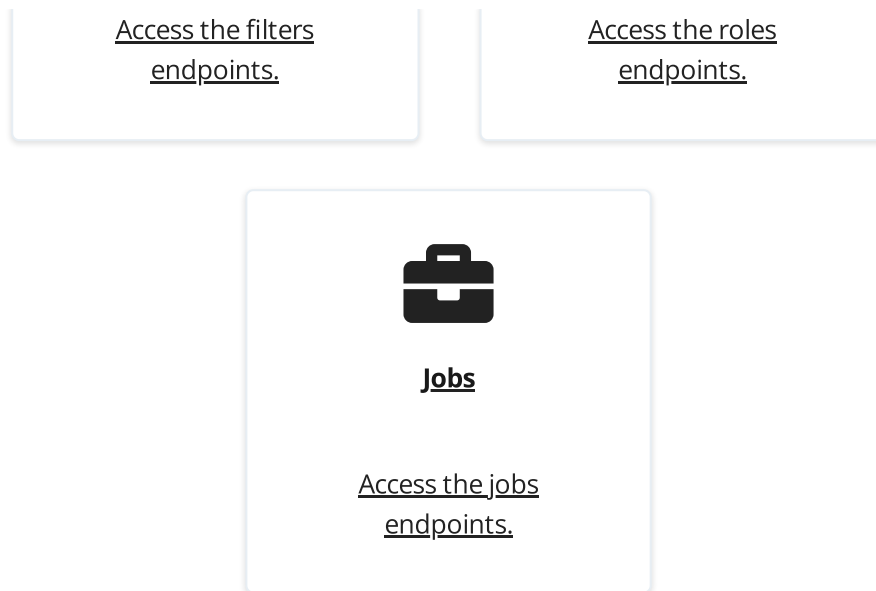 Access the filters
endpoints.
Access the roles
endpoints.
Jobs
Access the jobs
endpoints.